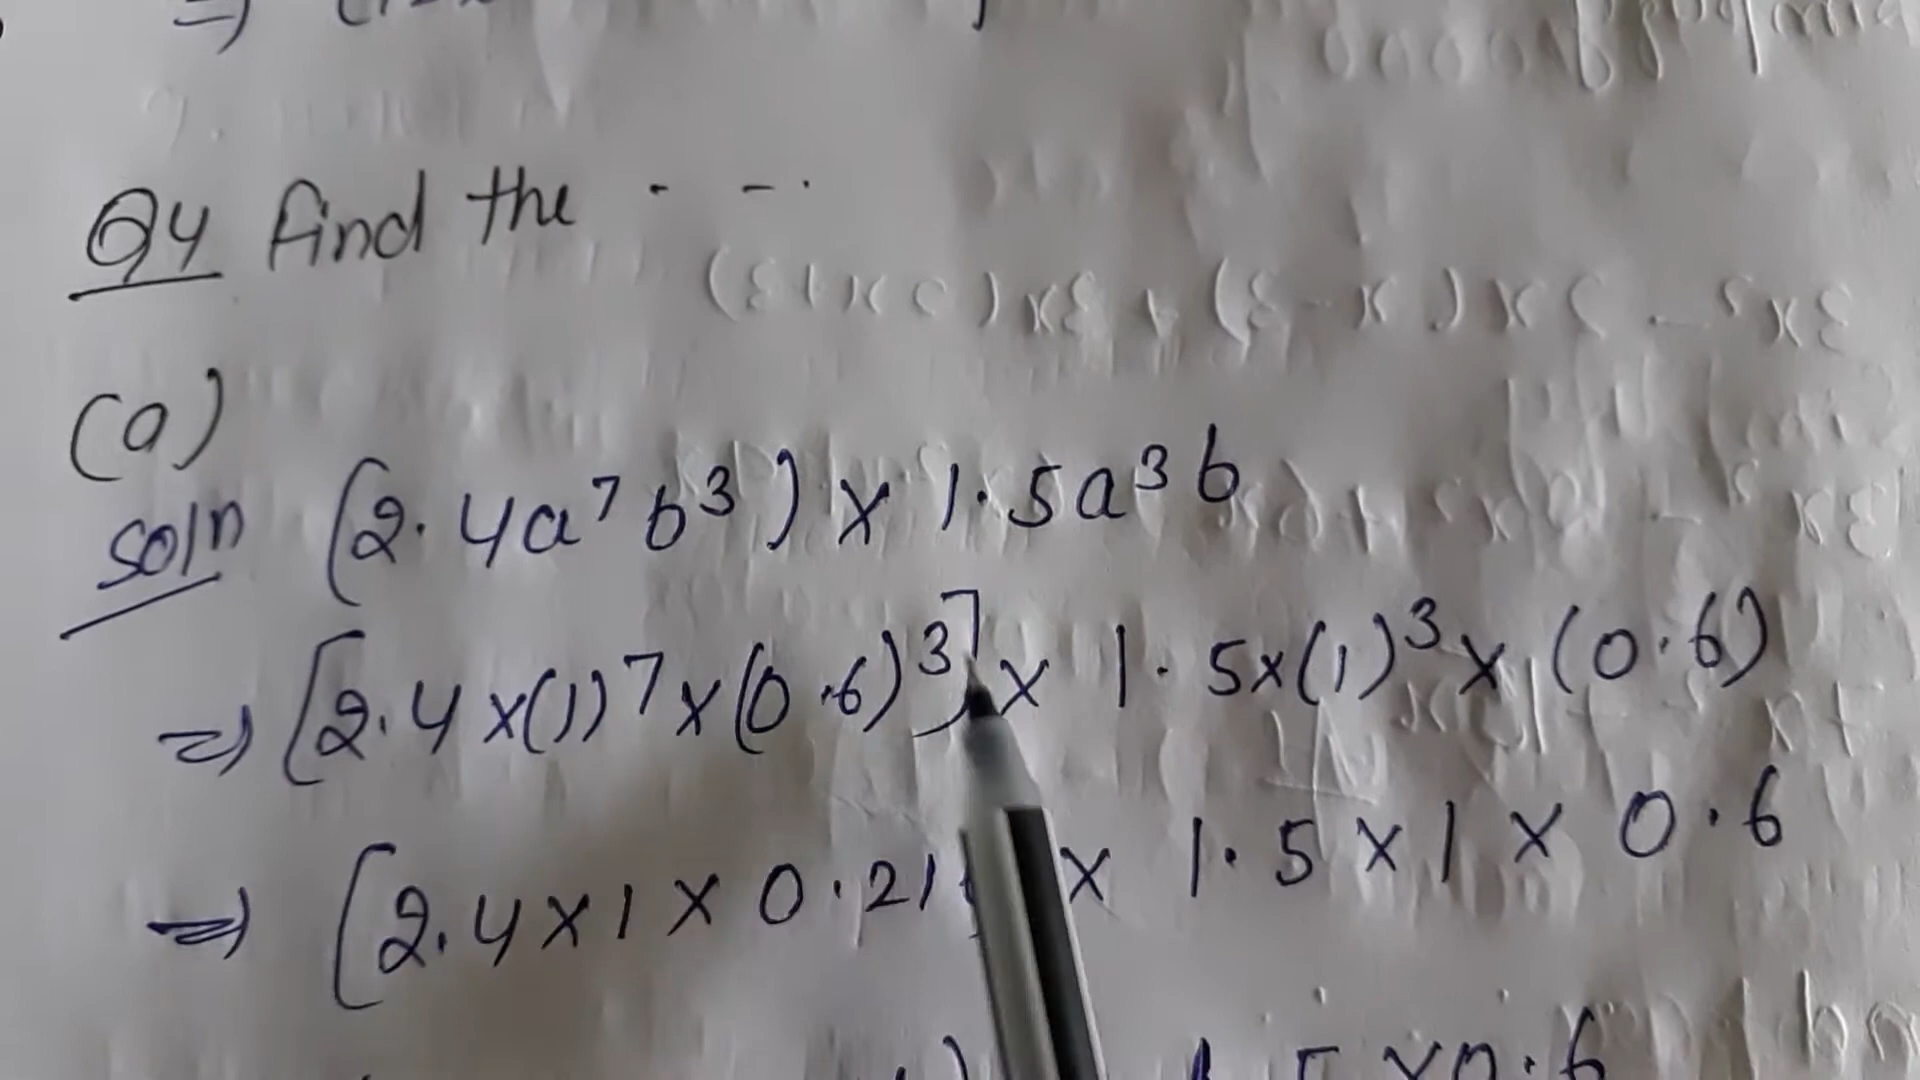 Q4 find the - - .
(a)
Soln (2.4a⁷b³) × 1.5a³b
⇒ [2.4×(1)⁷×(0.6)³] × 1.5×(1)³×(0.6)
⇒ [2.4×1×0.21 × 1.5×1×0.6